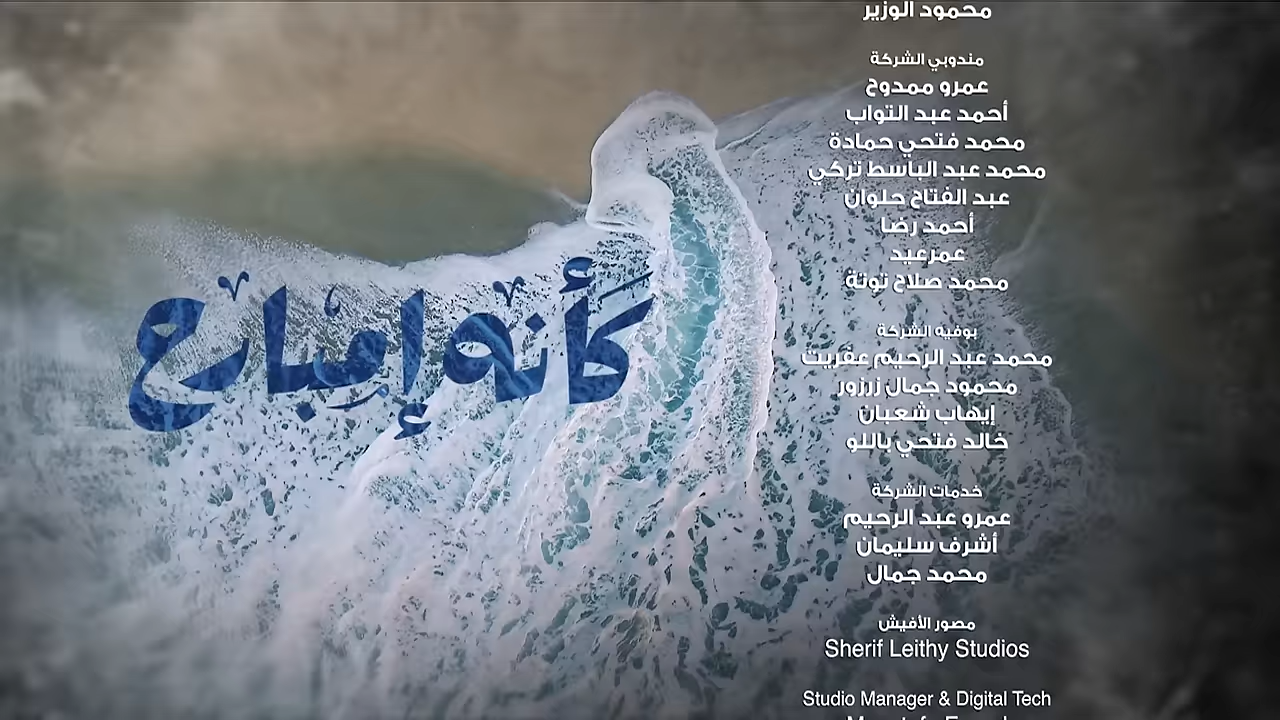 محمود الوزير
مندوبي الشركة
عمرو ممدوح
أحمد عبد التواب
محمد فتحي حمادة
محمد عبد الباسط تركي
عبد الفتاح حلوان
أحمد رضا
عمرعيد
محمد صلاح توتة
بوفيه الشركة
محمد عبد الرحيم عفريت
محمود جمال زرزور
إيهاب شعبان
خالد فتحي باللو
خدمات الشركة
عمرو عبد الرحيم
أشرف سليمان
محمد جمال
مصور الأفيش
Sherif Leithy Studios
Studio Manager & Digital Tech
كأنه إمبارح